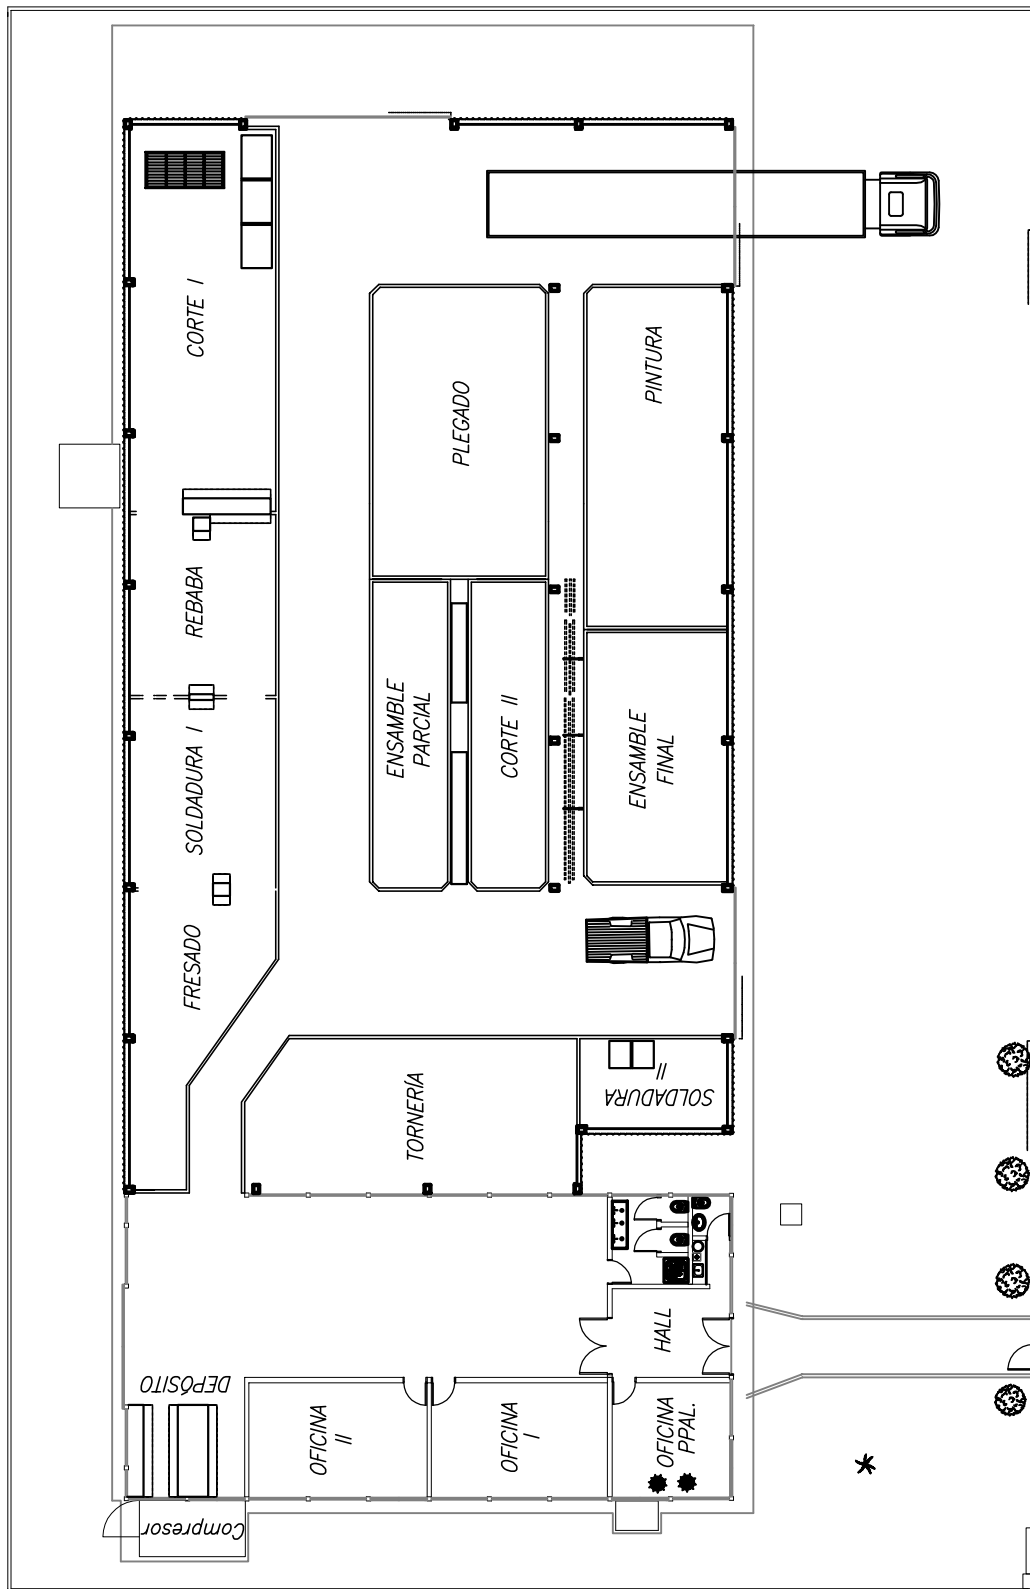 CORTE I
PLEGADO
PINTURA
REBABA
SOLDADURA I
ENSAMBLE
PARCIAL
CORTE II
ENSAMBLE
FINAL
FRESADO
TORNERÍA
SOLDADURA
II
HALL
DEPÓSITO
OFICINA
II
OFICINA
I
OFICINA
PPAL.
Compresor